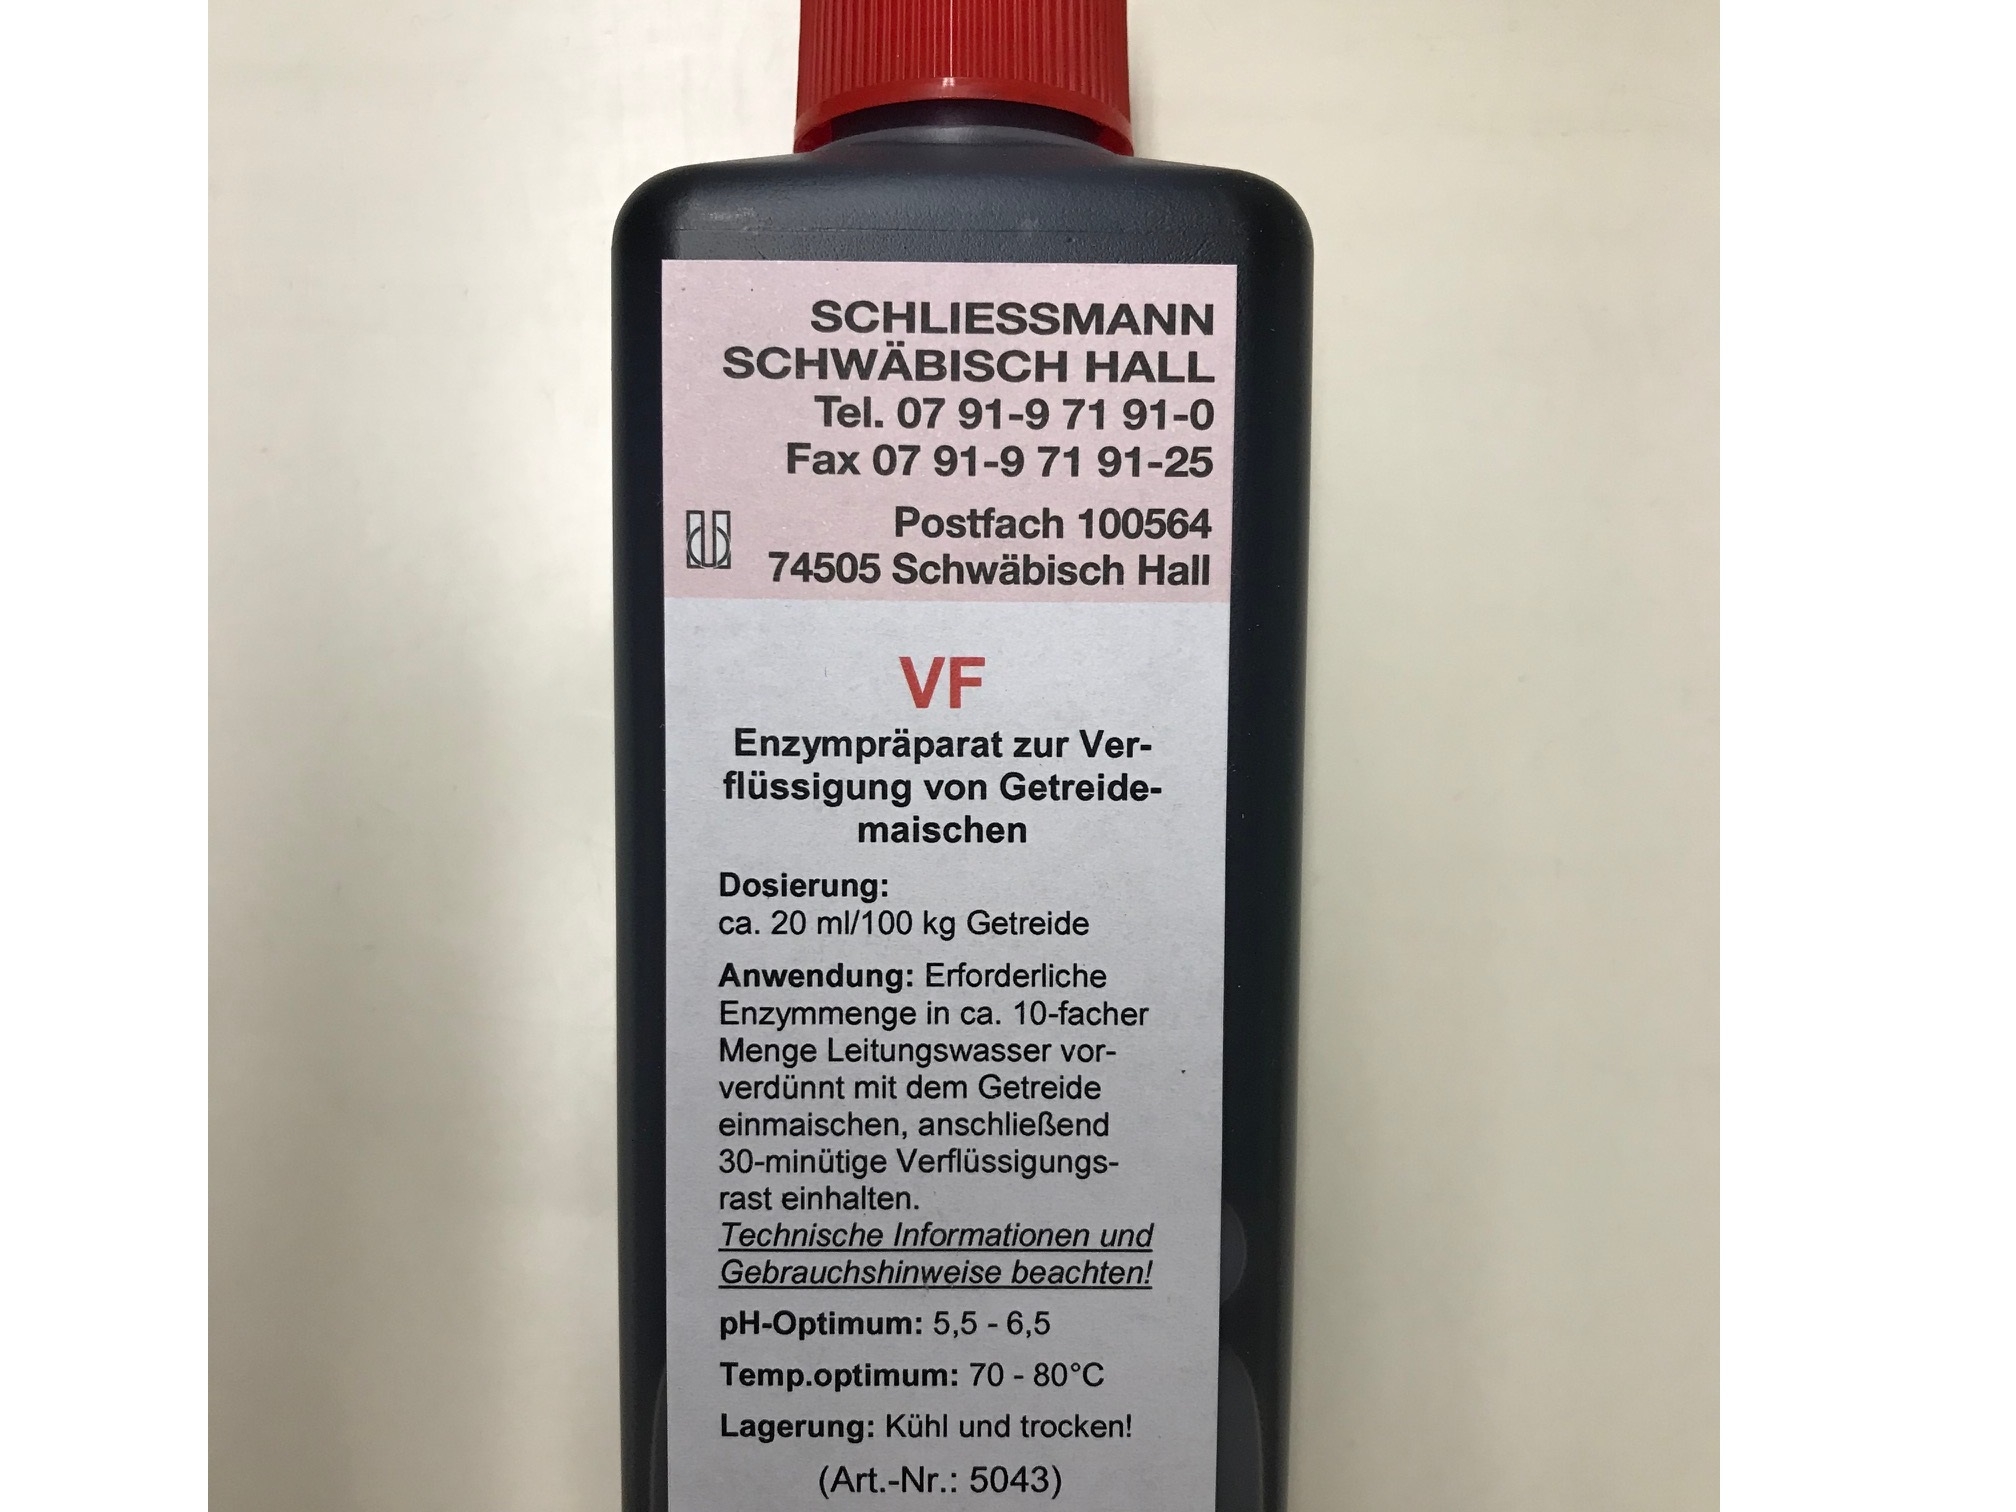 SCHLIESSMANN
SCHWÄBISCH HALL
Tel. 07 91-9 71 91-0
Fax 07 91-9 71 91-25
Postfach 100564
74505 Schwäbisch Hall
VF
Enzympräparat zur Ver-
flüssigung von Getreide-
maischen
Dosierung:
ca. 20 ml/100 kg Getreide
Anwendung: Erforderliche
Enzymmenge in ca. 10-facher
Menge Leitungswasser vor-
verdünnt mit dem Getreide
einmaischen, anschließend
30-minütige Verflüssigungs-
rast einhalten.
Technische Informationen und
Gebrauchshinweise beachten!
pH-Optimum: 5,5 - 6,5
Temp.optimum: 70 - 80°C
Lagerung: Kühl und trocken!
(Art.-Nr.: 5043)